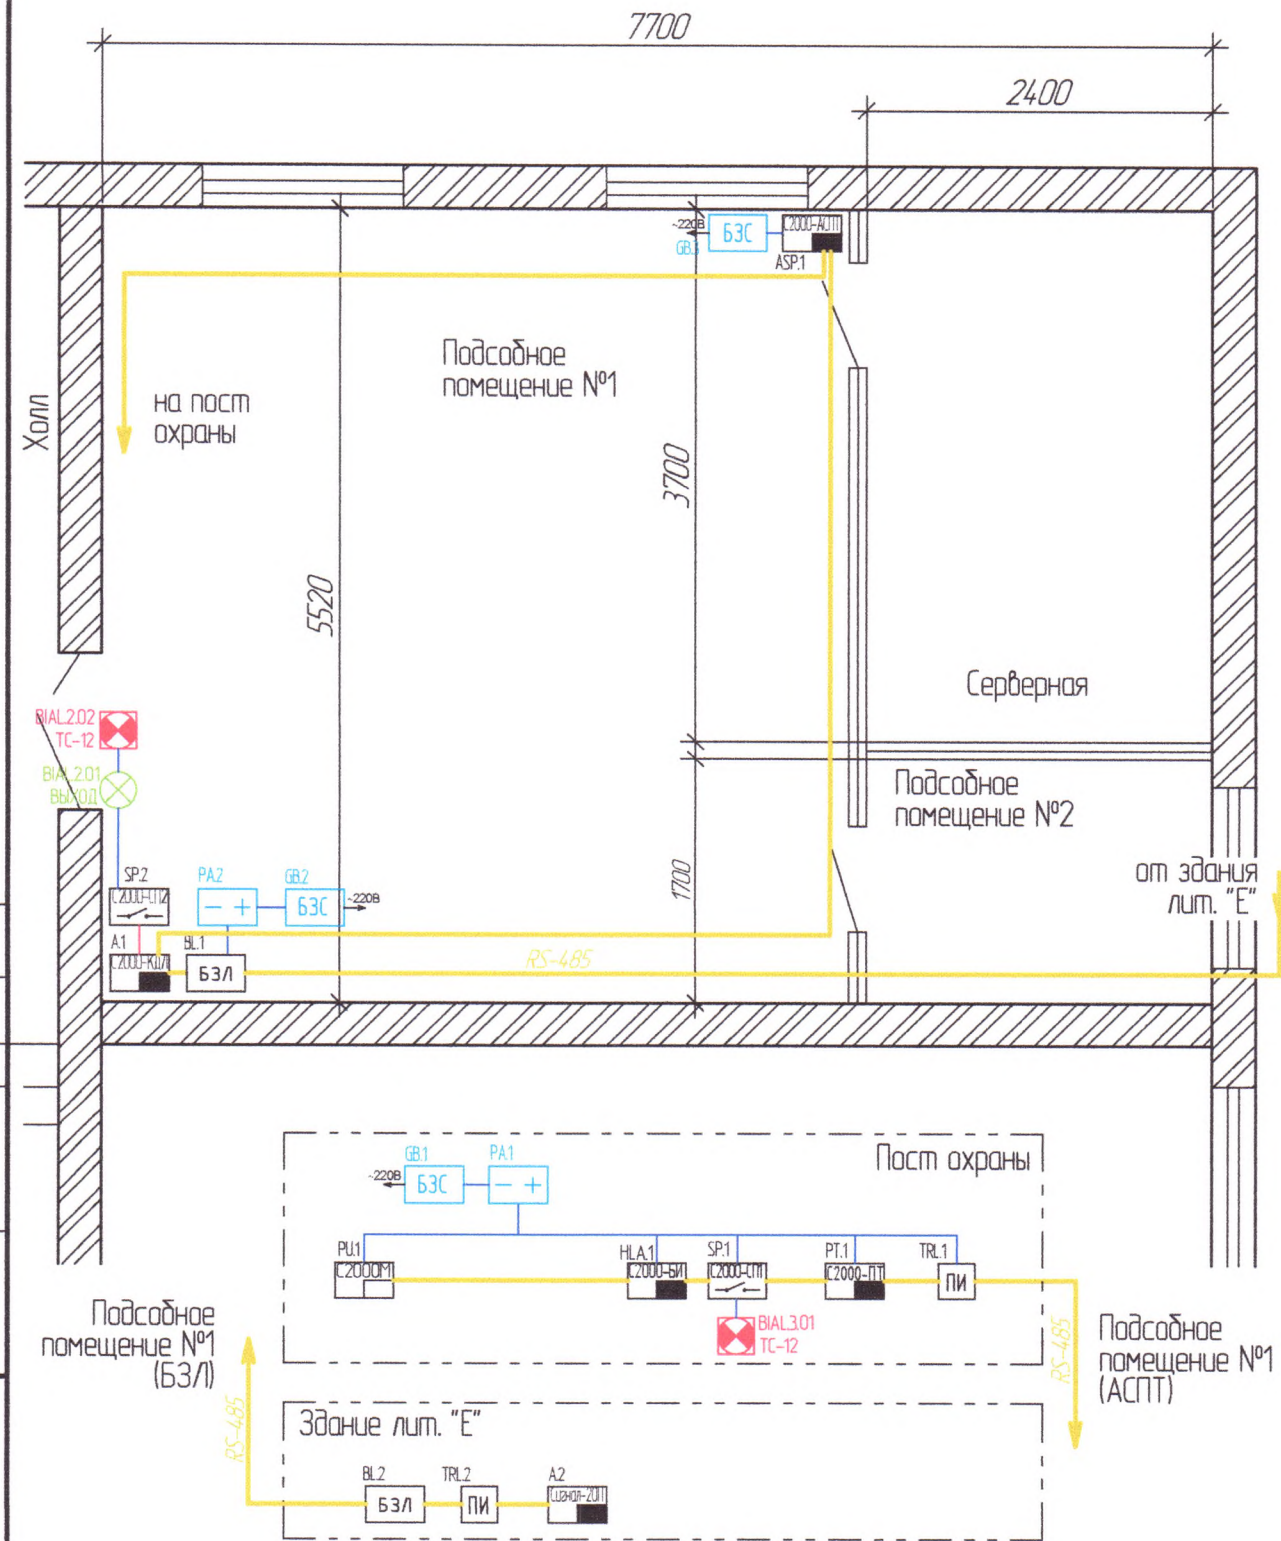 7700
2400
~220В
БЗС
GB.3
С2000-АСПТ
ASP.1
Подсобное
помещение №1
на пост
охраны
Холл
3700
5520
Серверная
BIAL.2.02
ТС-12
BIAL.2.01
ВЫХОД
Подсобное
помещение №2
1700
от здания
лит. "Е"
SP.2
С2000-СП2
PA.2
- +
GB.2
БЗС
~220В
A.1
С2000-КДЛ
BL.1
БЗЛ
RS-485
Пост охраны
GB.1
~220В
БЗС
PA.1
- +
PU.1
С2000М
HLA.1
С2000-БИ
SP.1
С2000-СП1
PT.1
С2000-ПТ
TRL.1
ПИ
BIAL.3.01
ТС-12
Подсобное
помещение №1
(БЗЛ)
RS-485
RS-485
Подсобное
помещение №1
(АСПТ)
Здание лит. "Е"
BL.2
БЗЛ
TRL.2
ПИ
A.2
Сигнал-20П